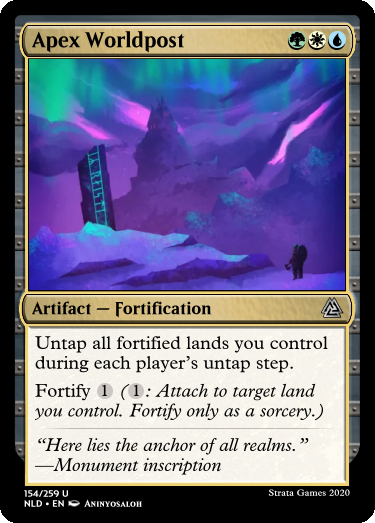 Apex Worldpost
Artifact — Fortification
Untap all fortified lands you control
during each player's untap step.
Fortify 1 (1: Attach to target land
you control. Fortify only as a sorcery.)
“Here lies the anchor of all realms.”
—Monument inscription
154/259 U
NLD • EN Aninyosaloh
Strata Games 2020